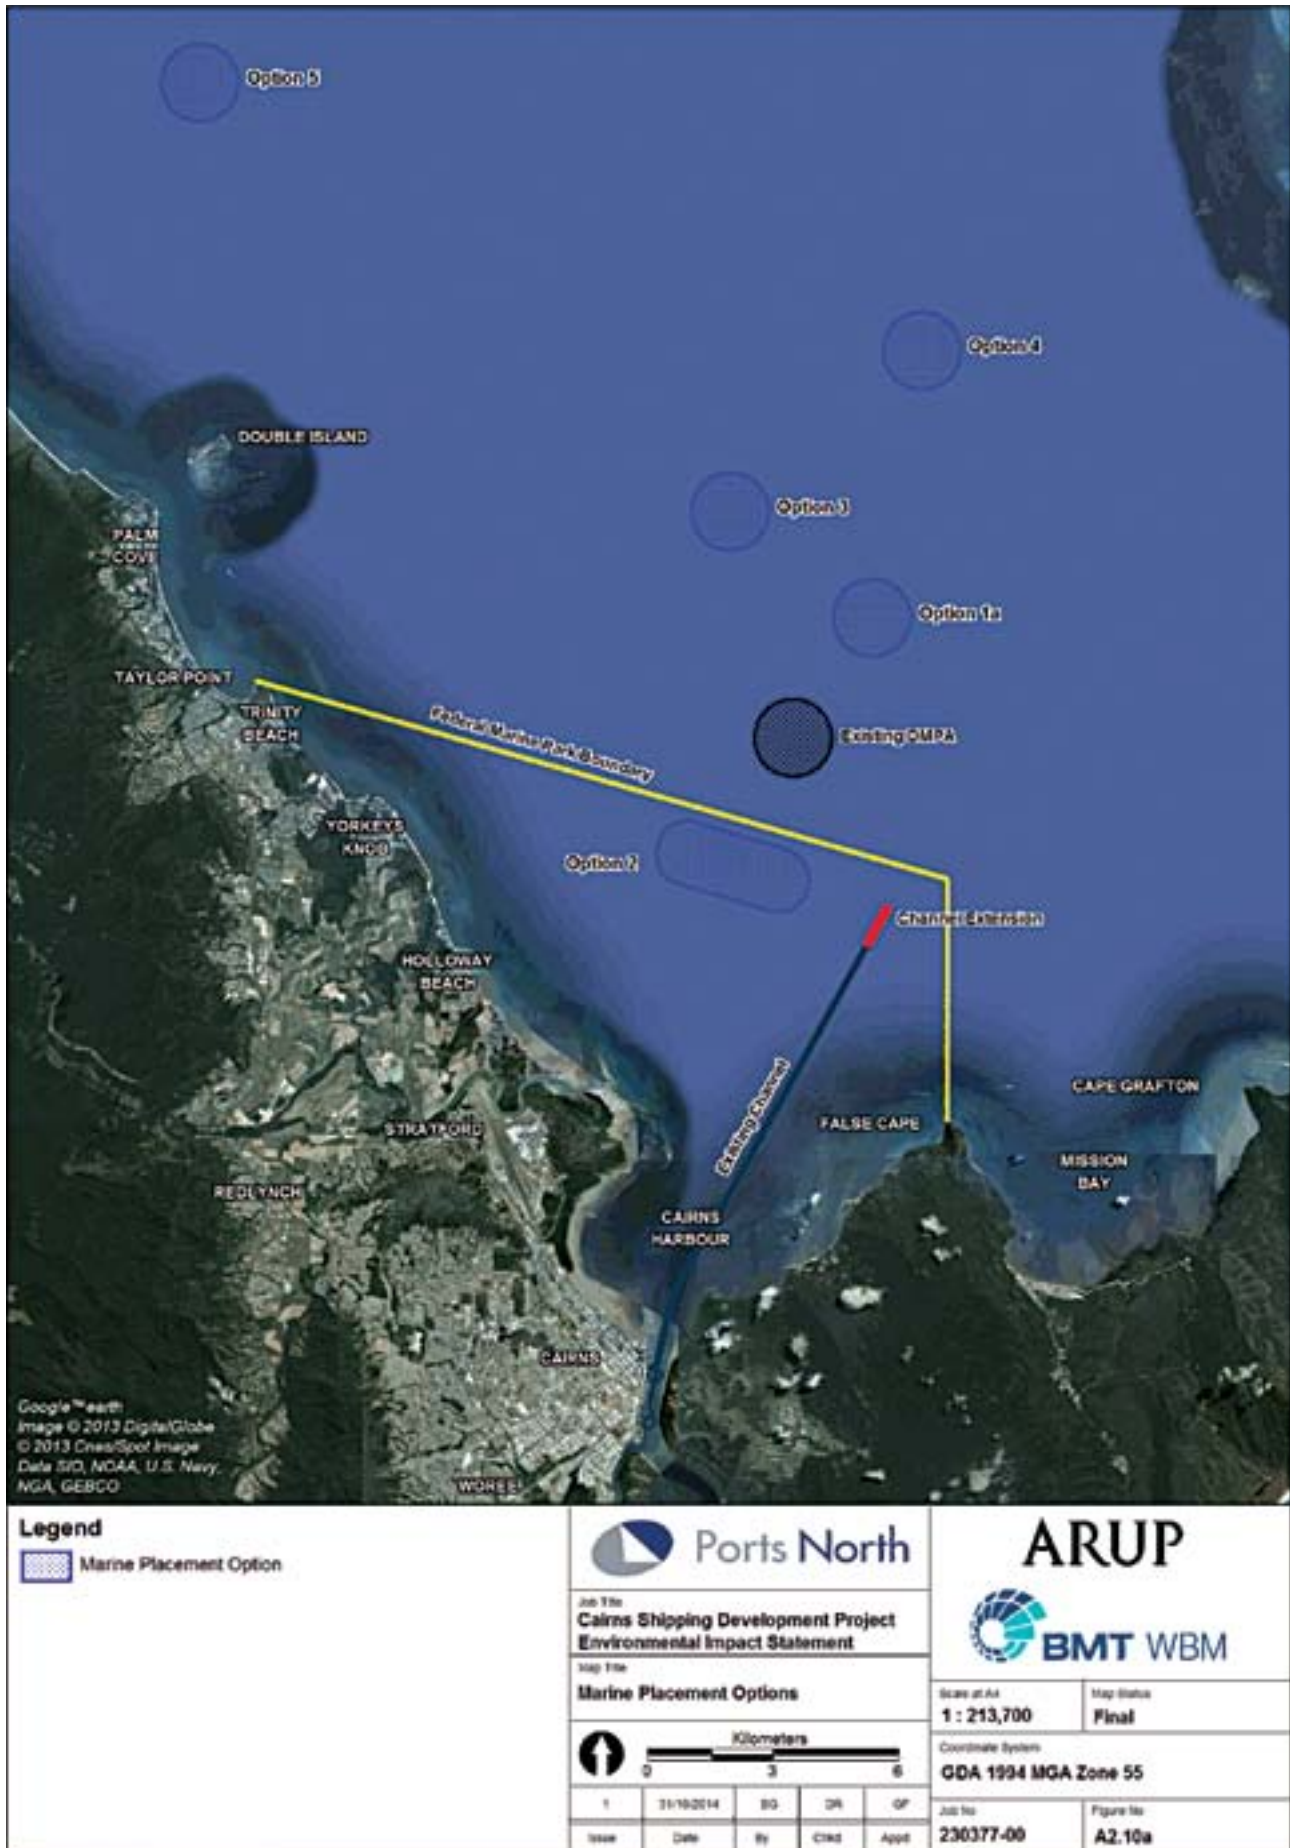 Option 5
Option 4
DOUBLE ISLAND
Option 3
PALM
COVE
Option 1a
TAYLOR POINT
TRINITY
BEACH
Federal Marine Park Boundary
Existing DMPA
YORKEYS
KNOB
Option 2
Channel Extension
HOLLOWAY
BEACH
Existing Channel
CAPE GRAFTON
FALSE CAPE
STRATFORD
MISSION
BAY
REDLYNCH
CAIRNS
HARBOUR
CAIRNS
Google™earth
Image © 2013 DigitalGlobe
© 2013 Cnes/Spot Image
Data SIO, NOAA, U.S. Navy,
NGA, GEBCO
WOREE
Legend
Marine Placement Option
Ports North
Job Title
Cairns Shipping Development Project
Environmental Impact Statement
Map Title
Marine Placement Options
Kilometers
0 3 6
1 31/10/2014 BG DR GF
Issue Date By Chkd Appd
ARUP
BMT WBM
Scale at A4
1 : 213,700
Map Status
Final
Coordinate System
GDA 1994 MGA Zone 55
Job No
230377-00
Figure No
A2.10a